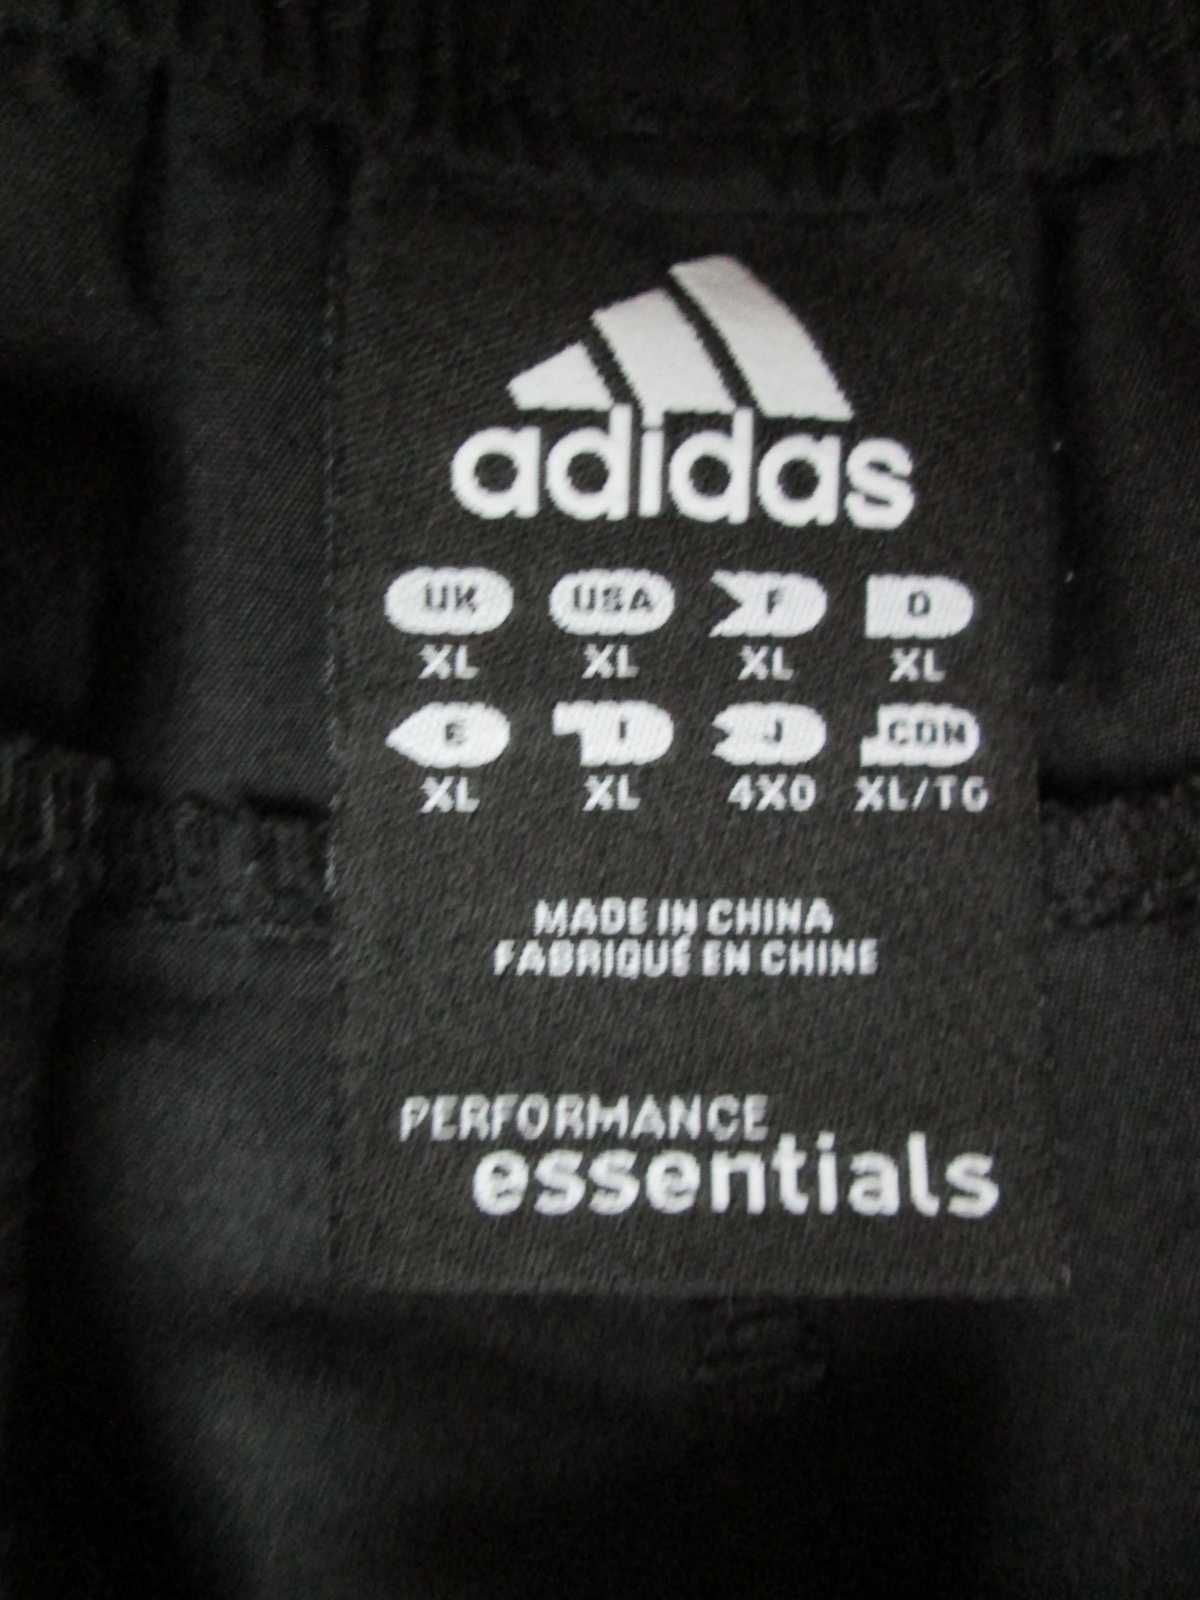 adidas
UK USA F D
XL XL XL XL
E I J CDN
XL XL 4XO XL/TG
MADE IN CHINA
FABRIQUÉ EN CHINE
PERFORMANCE
essentials